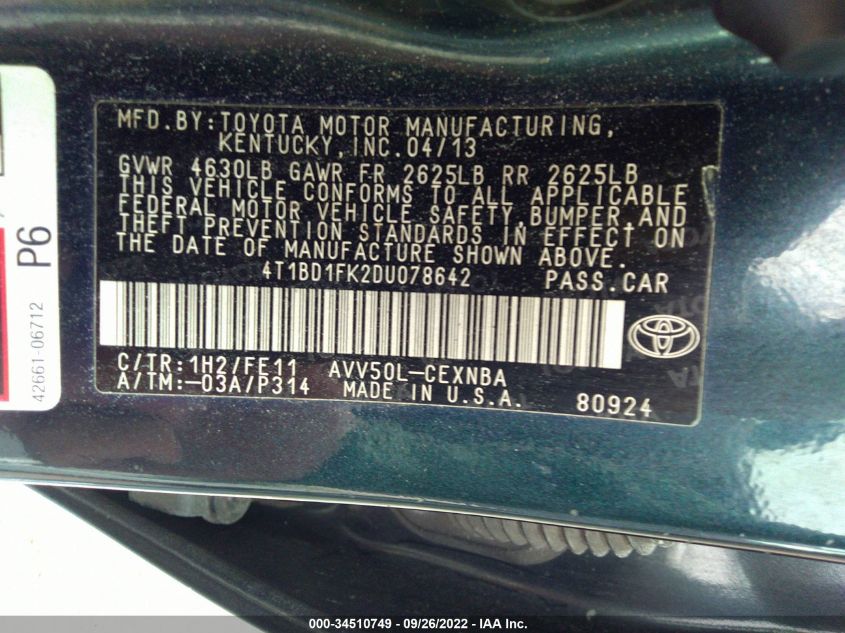 MFD.BY:TOYOTA MOTOR MANUFACTURING,
KENTUCKY, INC.04/13
GVWR 4630LB GAWR FR 2625LB RR 2625LB
THIS VEHICLE CONFORMS TO ALL APPLICABLE
FEDERAL MOTOR VEHICLE SAFETY,BUMPER,AND
THEFT PREVENTION STANDARDS IN EFFECT ON
THE DATE OF MANUFACTURE SHOWN ABOVE.
4T1BD1FK2DU078642 PASS.CAR
C/TR:1H2/FE11 AVV50L-CEXNBA
A/TM:-03A/P314 MADE IN U.S.A. 80924
P6
42661-06712
000-34510749 - 09/26/2022 - IAA Inc.